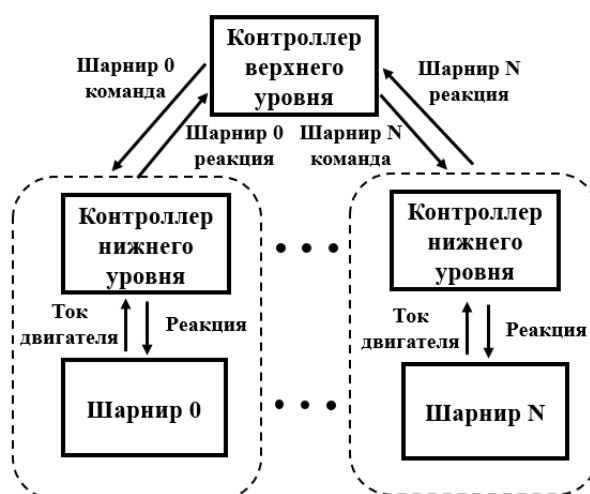 Контроллер
верхнего
уровня
Шарнир 0
команда
Шарнир N
реакция
Шарнир 0
реакция
Шарнир N
команда
Контроллер
нижнего
уровня
Контроллер
нижнего
уровня
Ток
двигателя
Реакция
Ток
двигателя
Реакция
Шарнир 0
Шарнир N